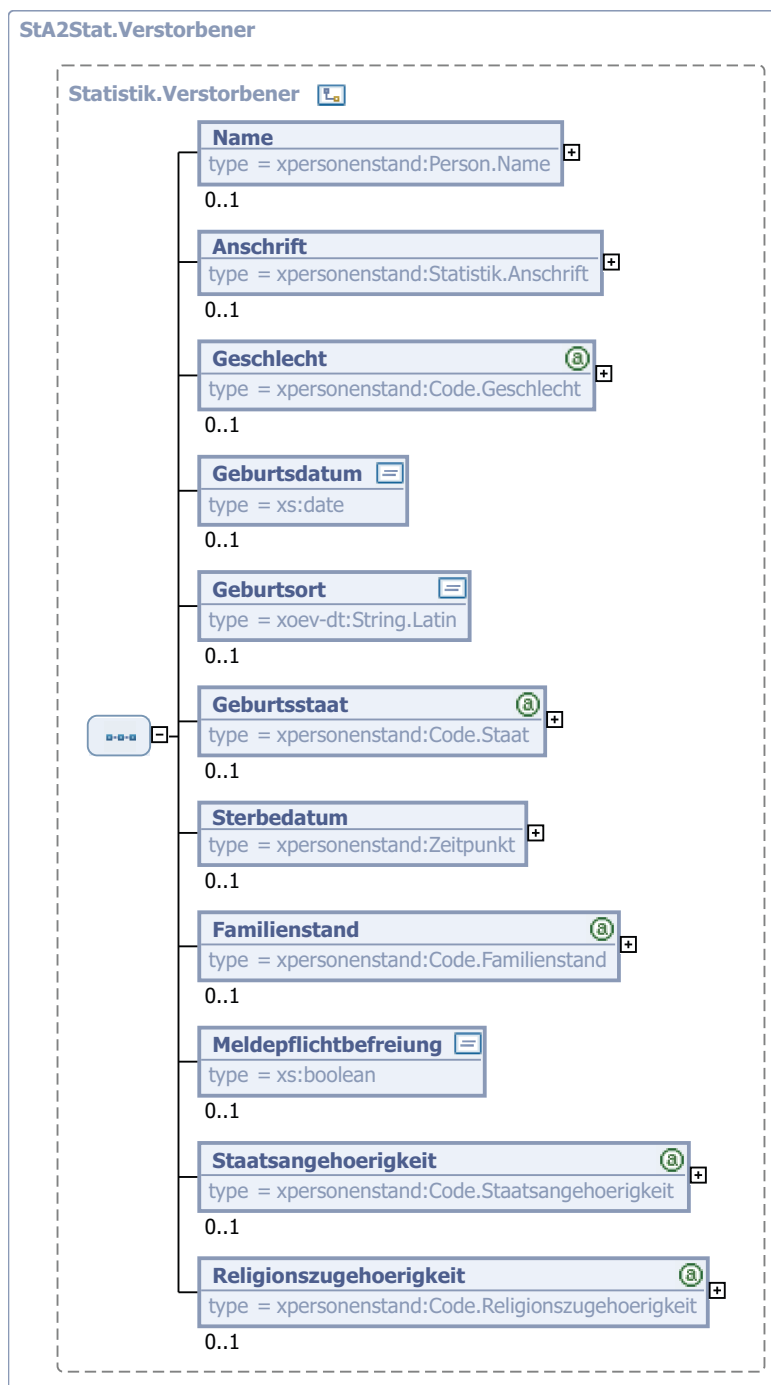 StA2Stat.Verstorbener
Statistik.Verstorbener
Name
type = xpersonenstand:Person.Name
0..1
Anschrift
type = xpersonenstand:Statistik.Anschrift
0..1
Geschlecht
type = xpersonenstand:Code.Geschlecht
0..1
Geburtsdatum
type = xs:date
0..1
Geburtsort
type = xoev-dt:String.Latin
0..1
Geburtsstaat
type = xpersonenstand:Code.Staat
0..1
Sterbedatum
type = xpersonenstand:Zeitpunkt
0..1
Familienstand
type = xpersonenstand:Code.Familienstand
0..1
Meldepflichtbefreiung
type = xs:boolean
0..1
Staatsangehoerigkeit
type = xpersonenstand:Code.Staatsangehoerigkeit
0..1
Religionszugehoerigkeit
type = xpersonenstand:Code.Religionszugehoerigkeit
0..1